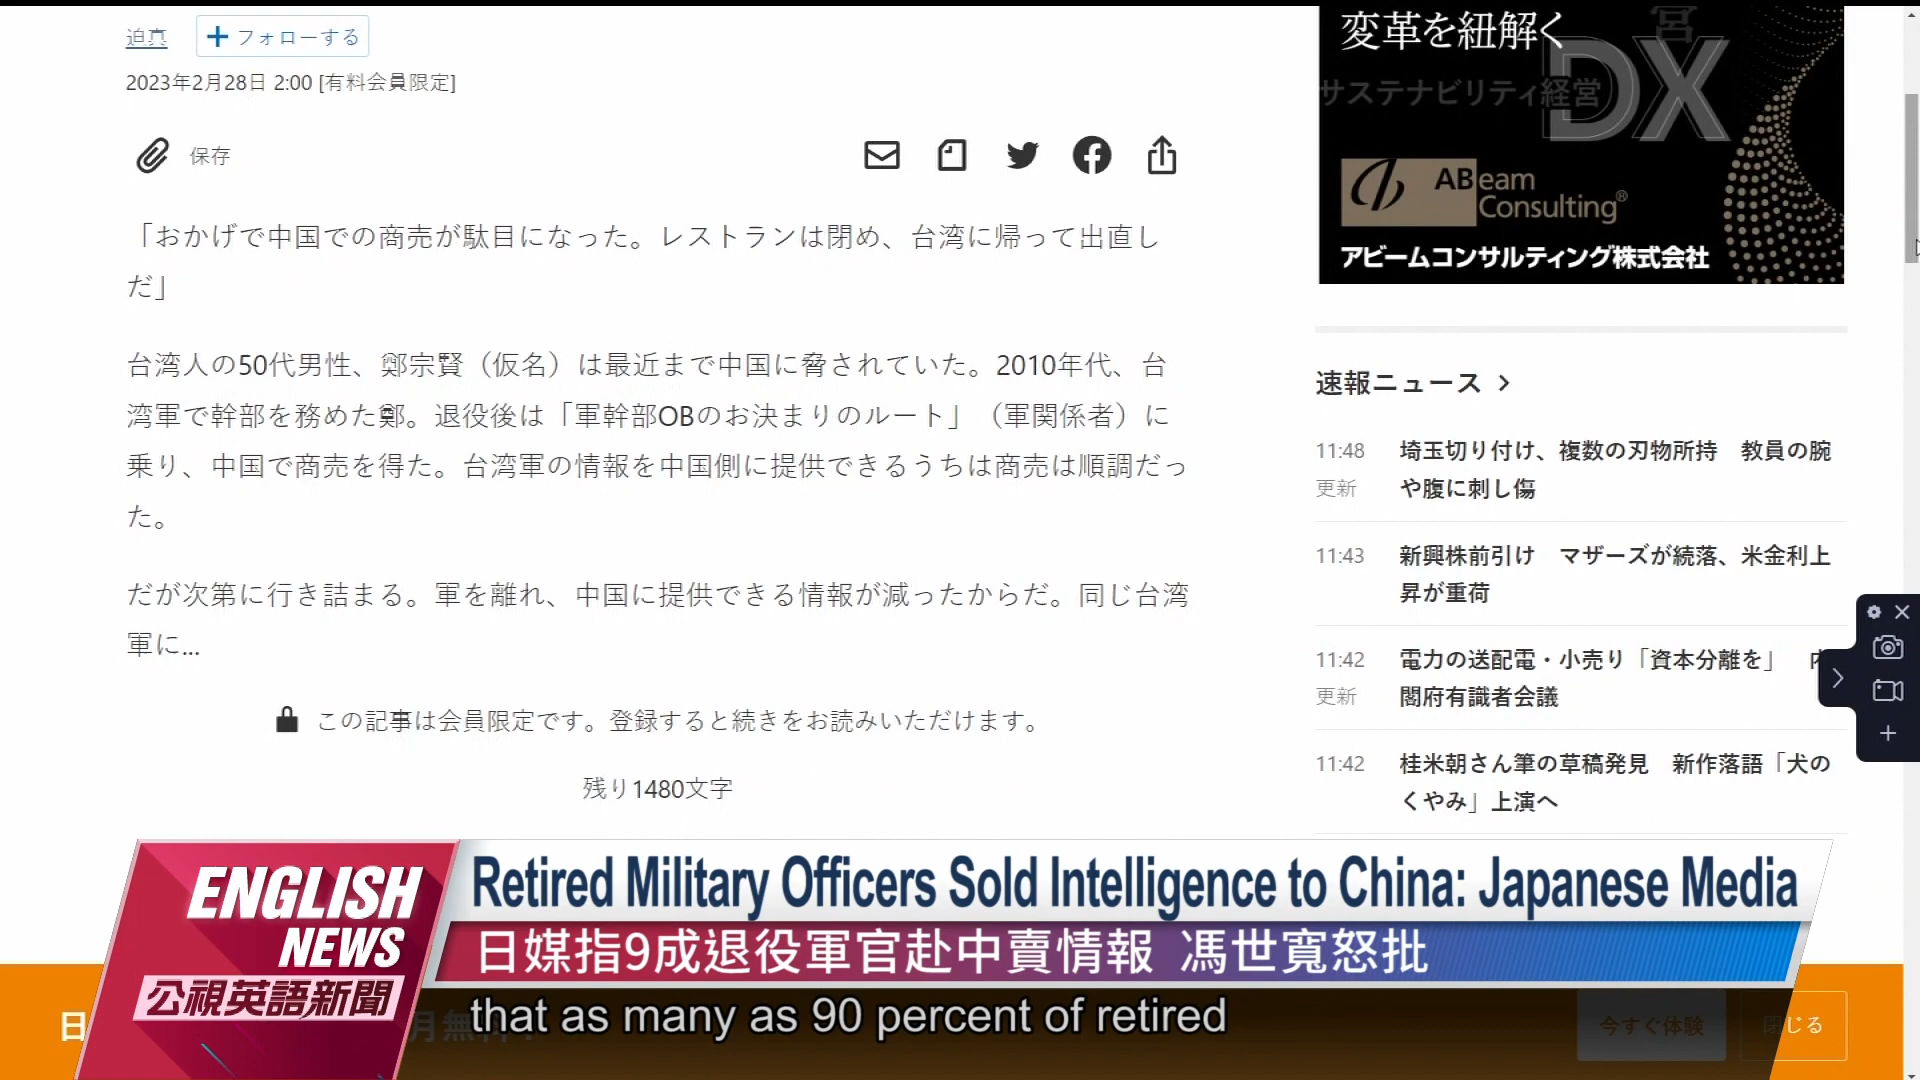 迫真
フォローする
2023年2月28日 2:00 [有料会員限定]
保存
「おかげで中国での商売が駄目になった。レストランは閉め、台湾に帰って出直し
だ」
台湾人の50代男性、鄭宗賢（仮名）は最近まで中国に脅されていた。2010年代、台
湾軍で幹部を務めた鄭。退役後は「軍幹部OBのお決まりのルート」（軍関係者）に
乗り、中国で商売を得た。台湾軍の情報を中国側に提供できるうちは商売は順調だっ
た。
だが次第に行き詰まる。軍を離れ、中国に提供できる情報が減ったからだ。同じ台湾
軍に...
この記事は会員限定です。登録すると続きをお読みいただけます。
残り1480文字
変革を紐解く
営
DX
サステナビリティ経営
ABeam
Consulting®
アビームコンサルティング株式会社
速報ニュース
11:48 埼玉切り付け、複数の刃物所持　教員の腕
更新 や腹に刺し傷
11:43 新興株前引け　マザーズが続落、米金利上
昇が重荷
11:42 電力の送配電・小売り「資本分離を」　内
更新 閣府有識者会議
11:42 桂米朝さん筆の草稿発見　新作落語「犬の
くやみ」上演へ
ENGLISH
NEWS
公視英語新聞
Retired Military Officers Sold Intelligence to China: Japanese Media
日媒指9成退役軍官赴中賣情報 馮世寬怒批
that as many as 90 percent of retired
日
月無
今すぐ体験
閉じる